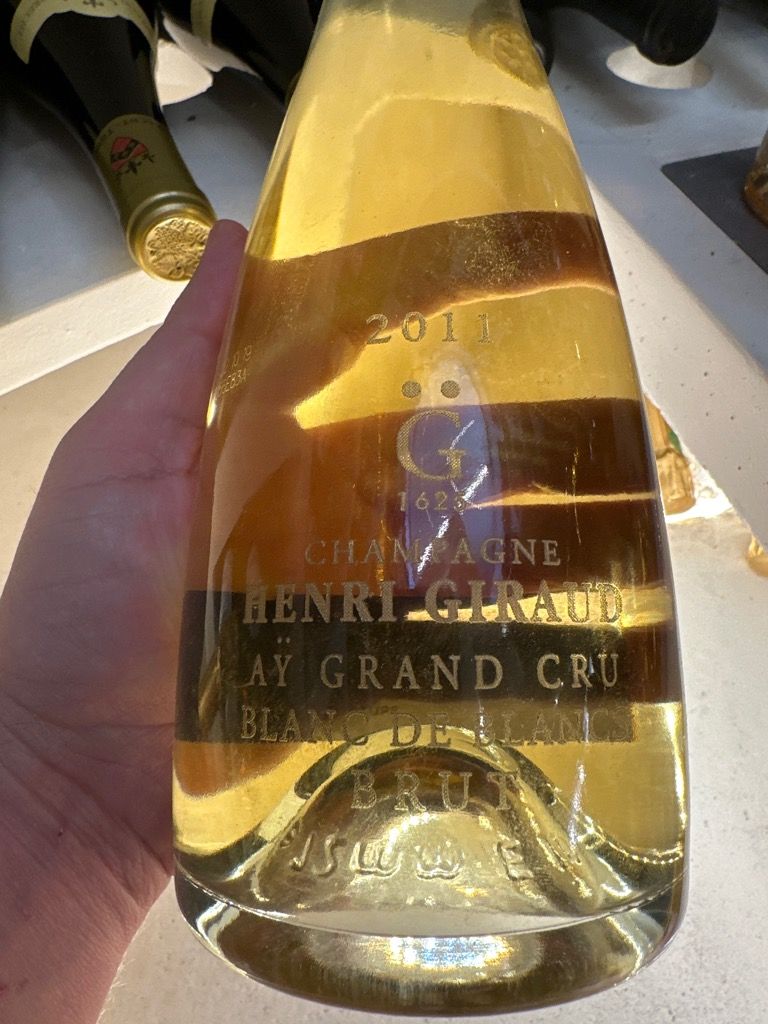 2011
G̈
1625
CHAMPAGNE
HENRI GIRAUD
AŸ GRAND CRU
BLANC DE BLANCS
BRUT